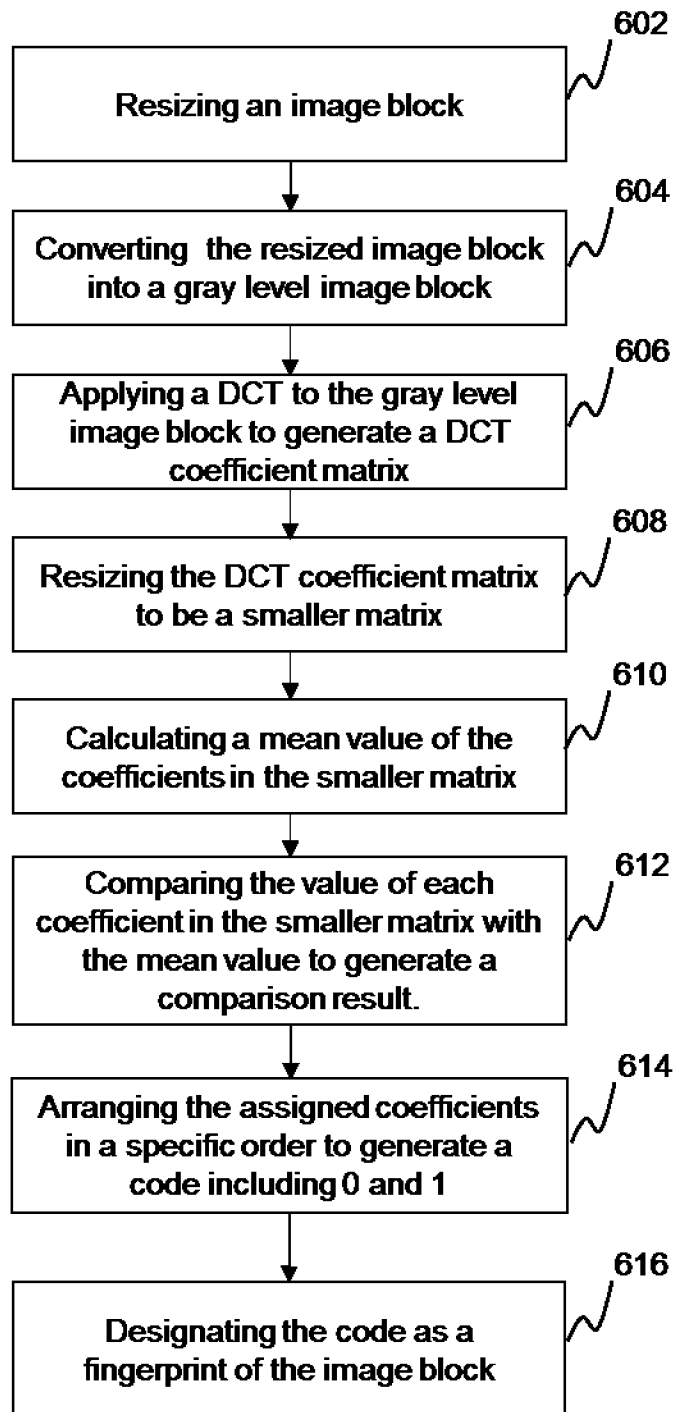 602
Resizing an image block
604
Converting the resized image block
into a gray level image block
606
Applying a DCT to the gray level
image block to generate a DCT
coefficient matrix
608
Resizing the DCT coefficient matrix
to be a smaller matrix
610
Calculating a mean value of the
coefficients in the smaller matrix
612
Comparing the value of each
coefficient in the smaller matrix with
the mean value to generate a
comparison result.
614
Arranging the assigned coefficients
in a specific order to generate a
code including 0 and 1
616
Designating the code as a
fingerprint of the image block